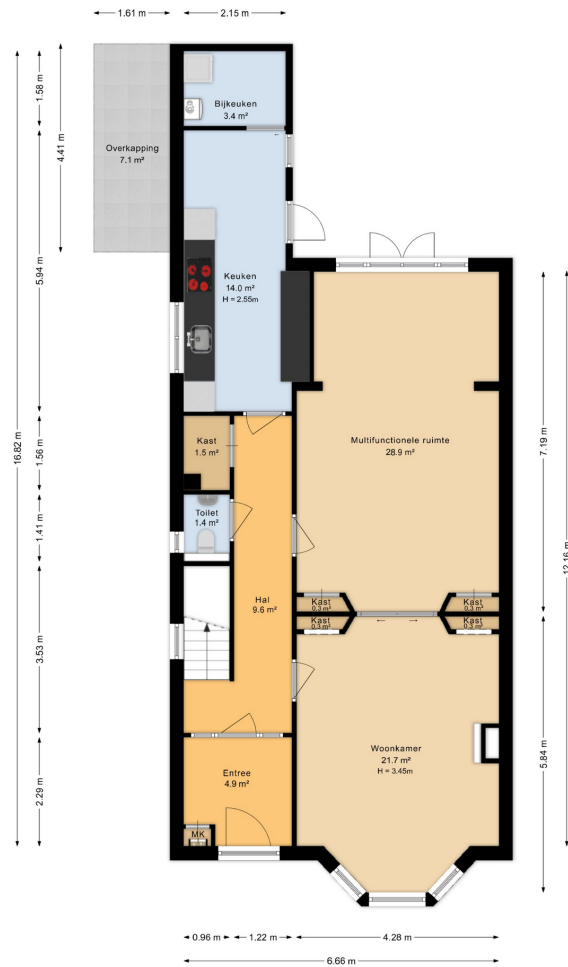 1.61 m
2.15 m
1.58 m
4.41 m
Bijkeuken
3.4 m²
Overkapping
7.1 m²
5.94 m
Keuken
14.0 m²
H = 2.55m
16.82 m
Kast
1.5 m²
1.56 m
Multifunctionele ruimte
28.9 m²
7.19 m
Toilet
1.4 m²
1.41 m
12.16 m
Hal
9.6 m²
Kast
0.3 m²
Kast
0.3 m²
Kast
0.3 m²
Kast
0.3 m²
3.53 m
Woonkamer
21.7 m²
H = 3.45m
5.84 m
Entree
4.9 m²
2.29 m
MK
0.96 m
1.22 m
4.28 m
6.66 m